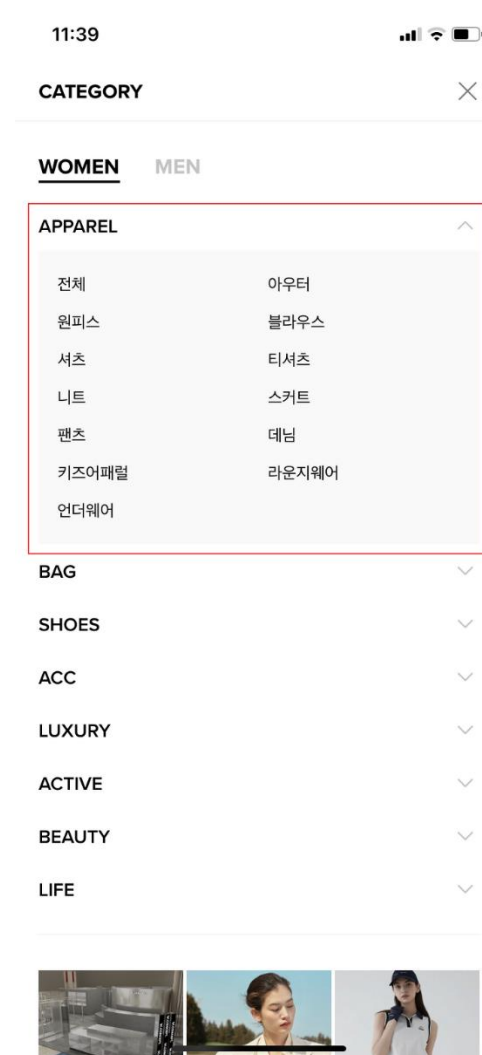 11:39
CATEGORY
WOMEN MEN
APPAREL
전체 아우터
원피스 블라우스
셔츠 티셔츠
니트 스커트
팬츠 데님
키즈어패럴 라운지웨어
언더웨어
BAG
SHOES
ACC
LUXURY
ACTIVE
BEAUTY
LIFE